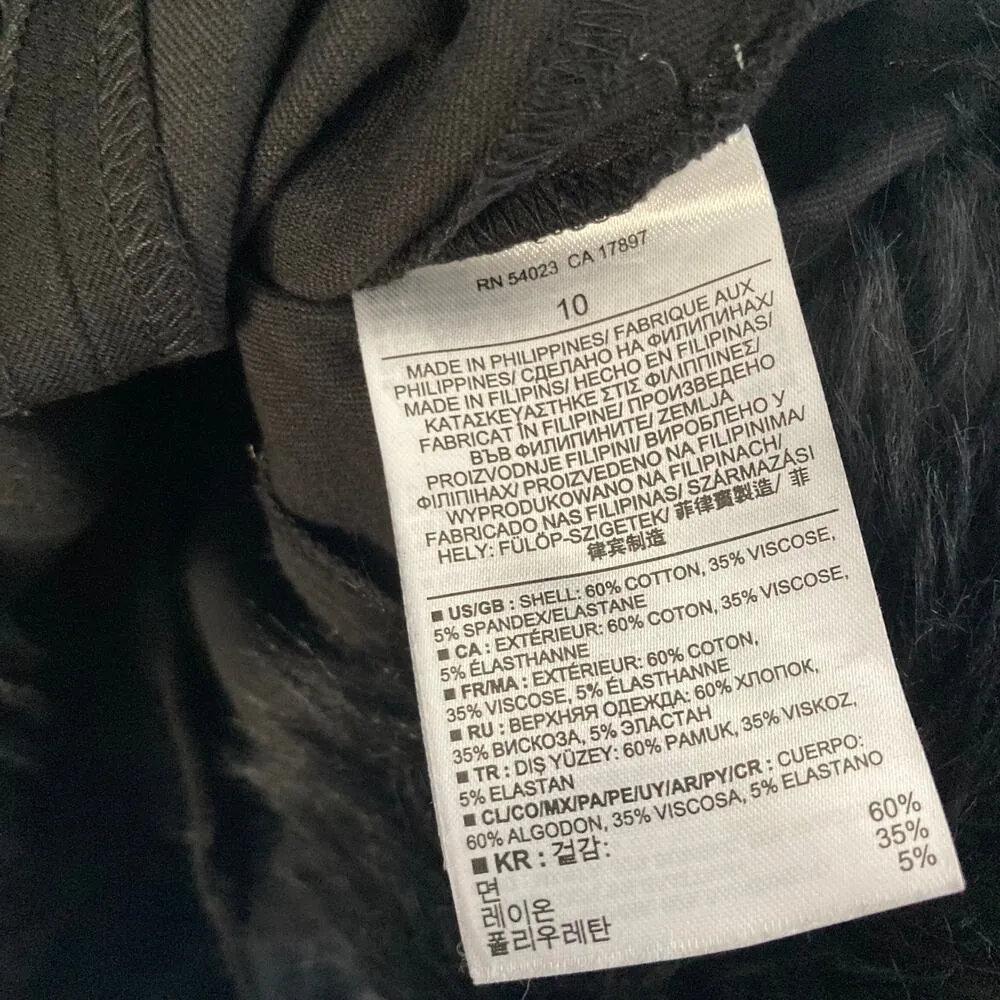 RN 54023 CA 17897
10
MADE IN PHILIPPINES/ FABRIQUE AUX
PHILIPPINES/ СДЕЛАНО НА ФИЛИПИНАХ/
MADE IN FILIPINS/ HECHO EN FILIPINAS/
ΚΑΤΑΣΚΕΥΑΣΤΗΚΕ ΣΤΙΣ ΦΙΛΙΠΠΙΝΕΣ/
FABRICAT ÎN FILIPINE/ ПРОИЗВЕДЕНО
ВЪВ ФИЛИПИНИТЕ/ ZEMLJA
PROIZVODNJE FILIPINI/ ВИРОБЛЕНО У
ФІЛІПІНАХ/ PROIZVEDENO NA FILIPINIMA/
WYPRODUKOWANO NA FILIPINACH/
FABRICADO NAS FILIPINAS/ SZÁRMAZÁSI
HELY: FÜLÖP-SZIGETEK/ 菲律賓製造/ 菲
律宾制造
■ US/GB : SHELL: 60% COTTON, 35% VISCOSE,
5% SPANDEX/ELASTANE
■ CA : EXTÉRIEUR: 60% COTON, 35% VISCOSE,
5% ÉLASTHANNE
■ FR/MA : EXTÉRIEUR: 60% COTON,
35% VISCOSE, 5% ÉLASTHANNE
■ RU : ВЕРХНЯЯ ОДЕЖДА: 60% ХЛОПОК,
35% ВИСКОЗА, 5% ЭЛАСТАН
■ TR : DIŞ YÜZEY: 60% PAMUK, 35% VISKOZ,
5% ELASTAN
■ CL/CO/MX/PA/PE/UY/AR/PY/CR : CUERPO:
60% ALGODON, 35% VISCOSA, 5% ELASTANO
■ KR : 겉감:
면 60%
레이온 35%
폴리우레탄 5%